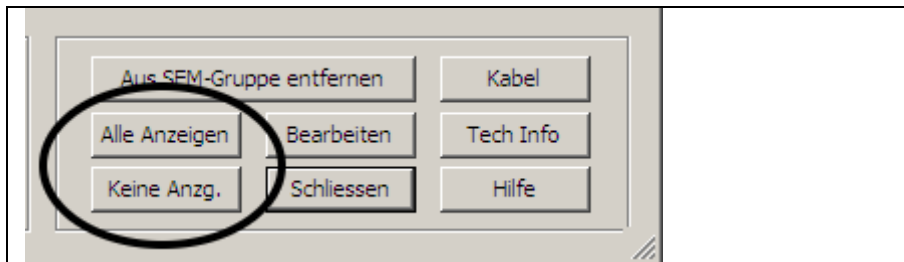 Aus SEM-Gruppe entfernen Kabel
Alle Anzeigen Bearbeiten Tech Info
Keine Anzg. Schliessen Hilfe